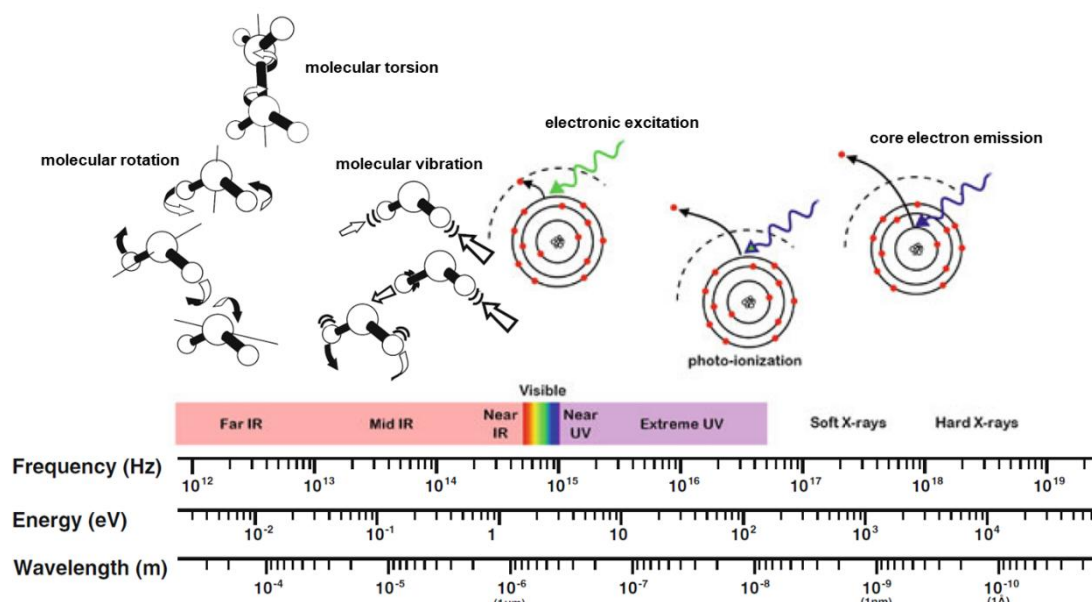 molecular torsion
electronic excitation
core electron emission
molecular rotation
molecular vibration
photo-ionization
Visible
Far IR
Mid IR
Near
IR
Near
UV
Extreme UV
Soft X-rays
Hard X-rays
Frequency (Hz)
10¹² 10¹³ 10¹⁴ 10¹⁵ 10¹⁶ 10¹⁷ 10¹⁸ 10¹⁹
Energy (eV)
10⁻² 10⁻¹ 1 10 10² 10³ 10⁴
Wavelength (m)
10⁻⁴ 10⁻⁵ 10⁻⁶ 10⁻⁷ 10⁻⁸ 10⁻⁹ 10⁻¹⁰